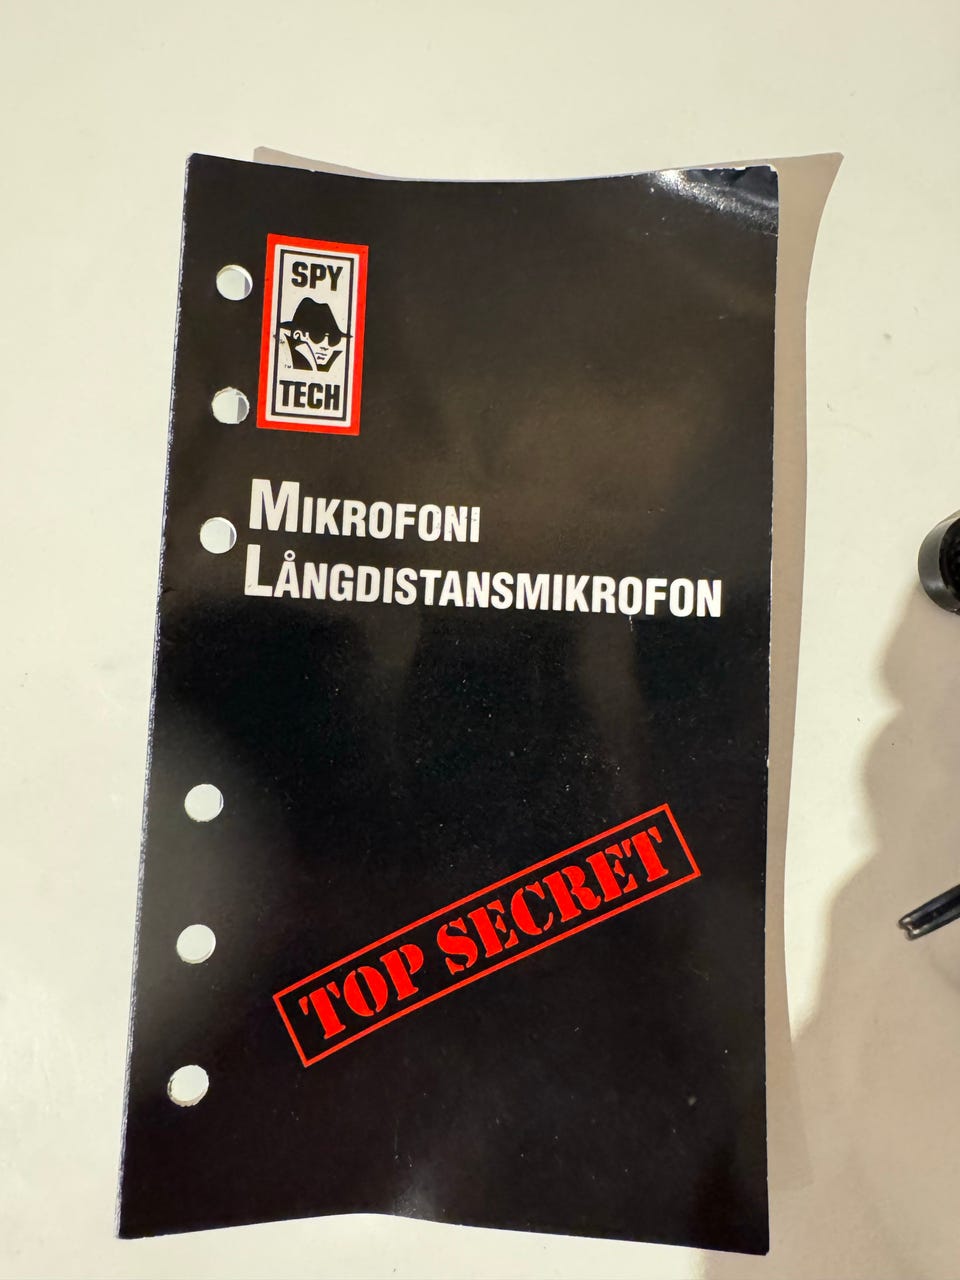 SPY
TECH
MIKROFONI
LÅNGDISTANSMIKROFON
TOP SECRET